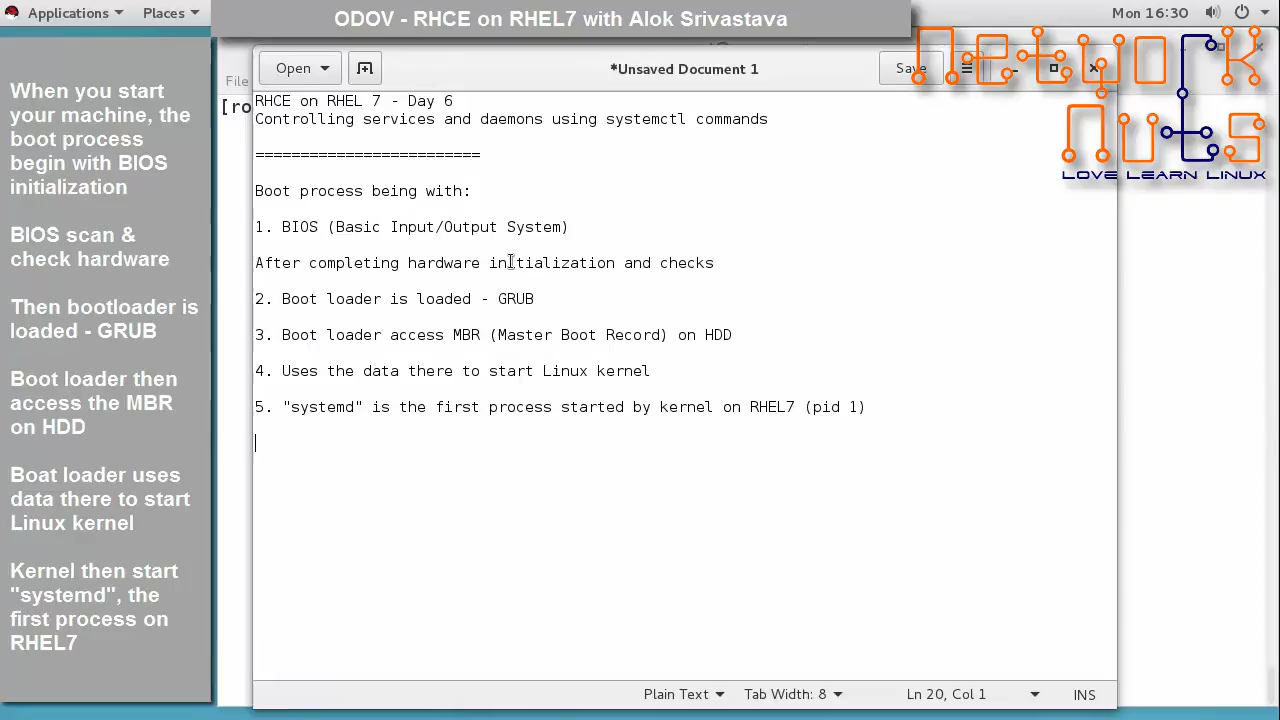 Applications
Places
ODOV - RHCE on RHEL7 with Alok Srivastava
Mon 16:30
Open
*Unsaved Document 1
Save
NETWORK
NUTS
LOVE LEARN LINUX
File
[ro
When you start
your machine, the
boot process
begin with BIOS
initialization
BIOS scan &
check hardware
Then bootloader is
loaded - GRUB
Boot loader then
access the MBR
on HDD
Boat loader uses
data there to start
Linux kernel
Kernel then start
"systemd", the
first process on
RHEL7
RHCE on RHEL 7 - Day 6
Controlling services and daemons using systemctl commands
=========================
Boot process being with:
1. BIOS (Basic Input/Output System)
After completing hardware initialization and checks
2. Boot loader is loaded - GRUB
3. Boot loader access MBR (Master Boot Record) on HDD
4. Uses the data there to start Linux kernel
5. "systemd" is the first process started by kernel on RHEL7 (pid 1)
Plain Text
Tab Width: 8
Ln 20, Col 1
INS